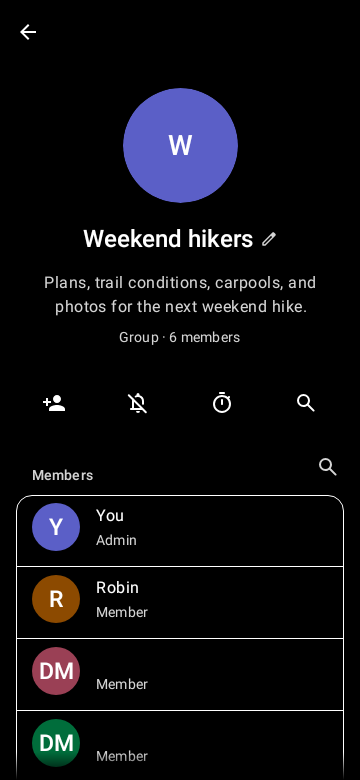 W
Weekend hikers
Plans, trail conditions, carpools, and
photos for the next weekend hike.
Group · 6 members
Members
Y
You
Admin
R
Robin
Member
DM
Member
DM
Member